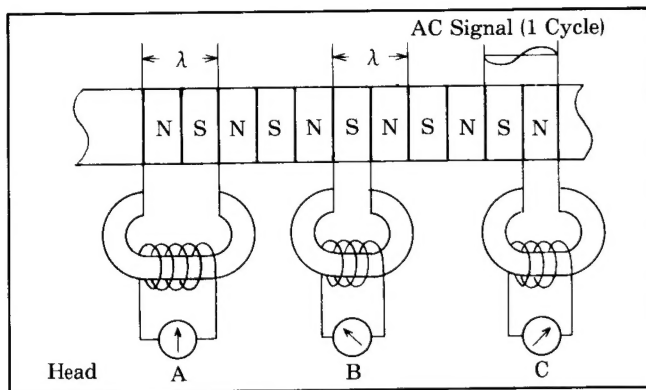 AC Signal (1 Cycle)
λ λ
N S N S N S N S N S N
Head A B C